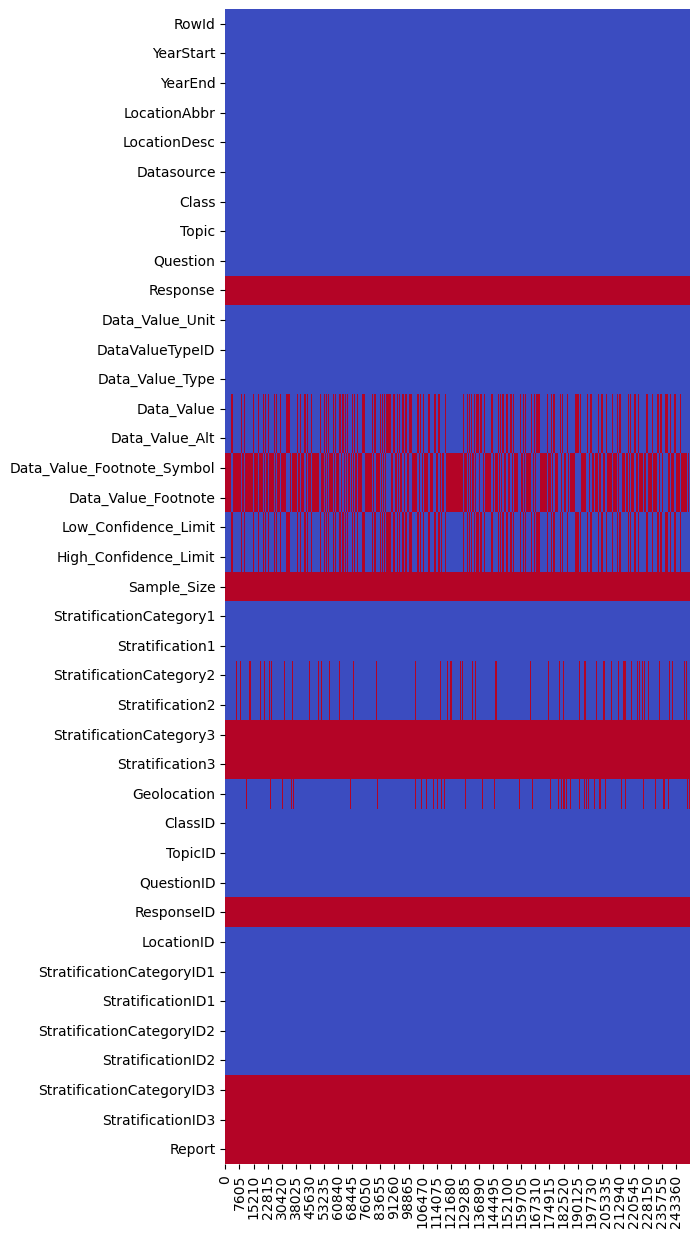 RowId
YearStart
YearEnd
LocationAbbr
LocationDesc
Datasource
Class
Topic
Question
Response
Data_Value_Unit
DataValueTypeID
Data_Value_Type
Data_Value
Data_Value_Alt
Data_Value_Footnote_Symbol
Data_Value_Footnote
Low_Confidence_Limit
High_Confidence_Limit
Sample_Size
StratificationCategory1
Stratification1
StratificationCategory2
Stratification2
StratificationCategory3
Stratification3
Geolocation
ClassID
TopicID
QuestionID
ResponseID
LocationID
StratificationCategoryID1
StratificationID1
StratificationCategoryID2
StratificationID2
StratificationCategoryID3
StratificationID3
Report
0
7605
15210
22815
30420
38025
45630
53235
60840
68445
76050
83655
91260
98865
106470
114075
121680
129285
136890
144495
152100
159705
167310
174915
182520
190125
197730
205335
212940
220545
228150
235755
243360